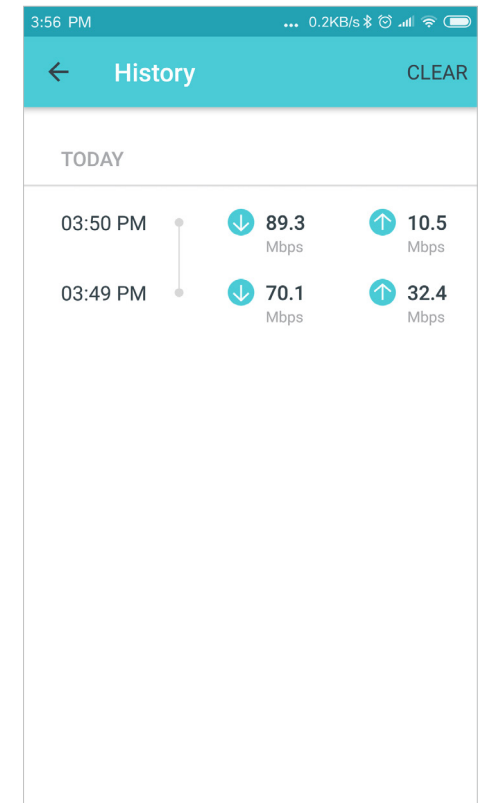 3:56 PM ... 0.2KB/s
History CLEAR
TODAY
03:50 PM 89.3 10.5
Mbps Mbps
03:49 PM 70.1 32.4
Mbps Mbps